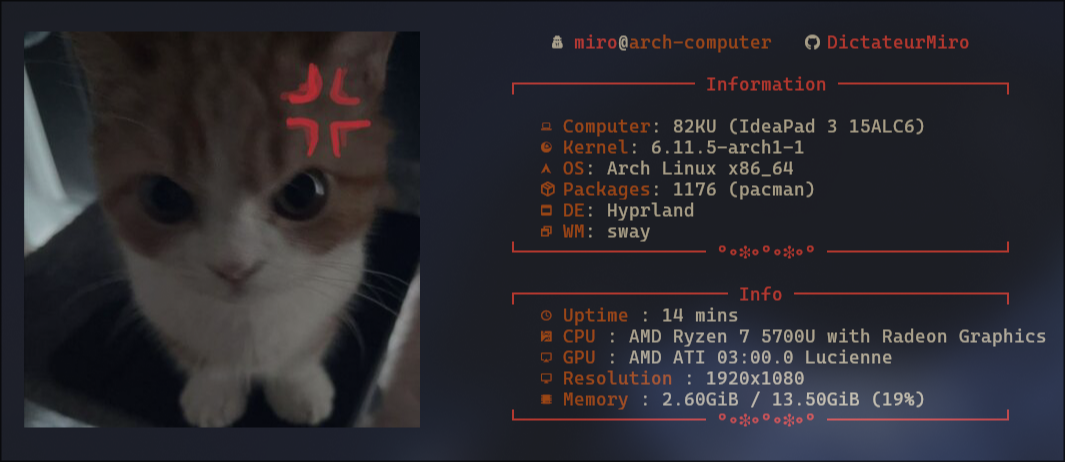 miro@arch-computer DictateurMiro
Information
Computer: 82KU (IdeaPad 3 15ALC6)
Kernel: 6.11.5-arch1-1
OS: Arch Linux x86_64
Packages: 1176 (pacman)
DE: Hyprland
WM: sway
Info
Uptime : 14 mins
CPU : AMD Ryzen 7 5700U with Radeon Graphics
GPU : AMD ATI 03:00.0 Lucienne
Resolution : 1920x1080
Memory : 2.60GiB / 13.50GiB (19%)